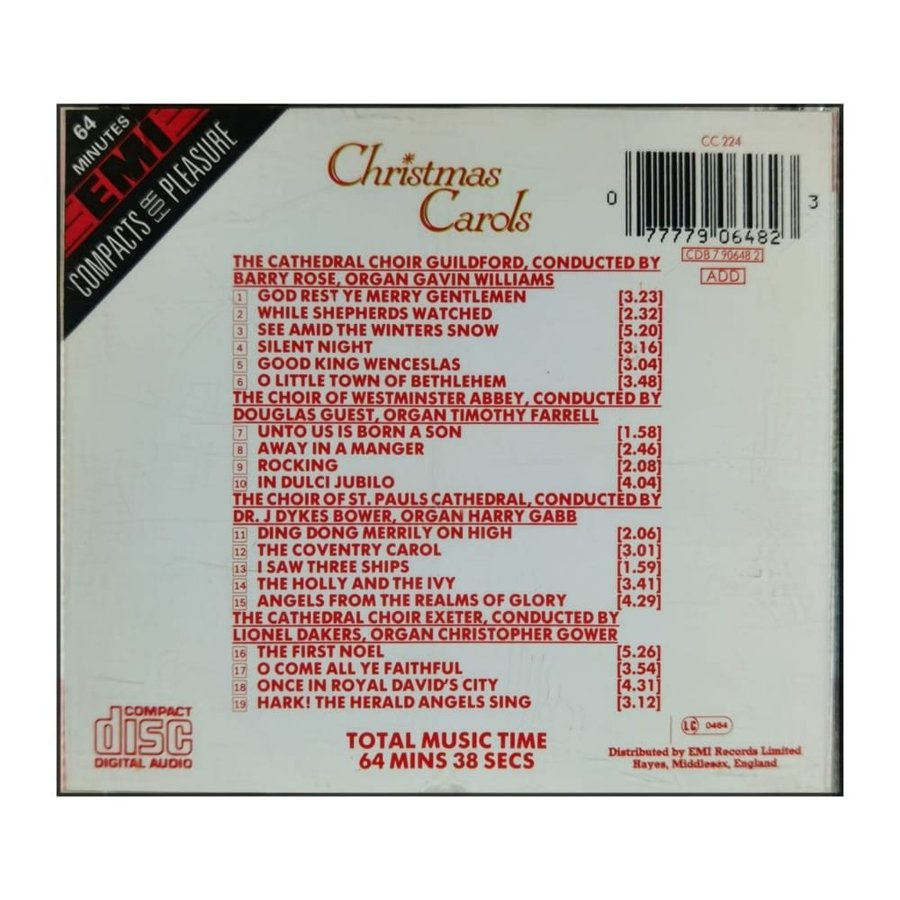 64
MINUTES
EMI
COMPACTS
FOR
PLEASURE
Christmas
Carols
CC 224
0 77779 06482 3
CDB 7 90648 2
ADD
THE CATHEDRAL CHOIR GUILDFORD, CONDUCTED BY
BARRY ROSE, ORGAN GAVIN WILLIAMS
1 GOD REST YE MERRY GENTLEMEN [3.23]
2 WHILE SHEPHERDS WATCHED [2.32]
3 SEE AMID THE WINTERS SNOW [5.20]
4 SILENT NIGHT [3.16]
5 GOOD KING WENCESLAS [3.04]
6 O LITTLE TOWN OF BETHLEHEM [3.48]
THE CHOIR OF WESTMINSTER ABBEY, CONDUCTED BY
DOUGLAS GUEST, ORGAN TIMOTHY FARRELL
7 UNTO US IS BORN A SON [1.58]
8 AWAY IN A MANGER [2.46]
9 ROCKING [2.08]
10 IN DULCI JUBILO [4.04]
THE CHOIR OF ST. PAULS CATHEDRAL, CONDUCTED BY
DR. J DYKES BOWER, ORGAN HARRY GABB
11 DING DONG MERRILY ON HIGH [2.06]
12 THE COVENTRY CAROL [3.01]
13 I SAW THREE SHIPS [1.59]
14 THE HOLLY AND THE IVY [3.41]
15 ANGELS FROM THE REALMS OF GLORY [4.29]
THE CATHEDRAL CHOIR EXETER, CONDUCTED BY
LIONEL DAKERS, ORGAN CHRISTOPHER GOWER
16 THE FIRST NOEL [5.26]
17 O COME ALL YE FAITHFUL [3.54]
18 ONCE IN ROYAL DAVID'S CITY [4.31]
19 HARK! THE HERALD ANGELS SING [3.12]
COMPACT
disc
DIGITAL AUDIO
TOTAL MUSIC TIME
64 MINS 38 SECS
LC 0464
Distributed by EMI Records Limited
Hayes, Middlesex, England